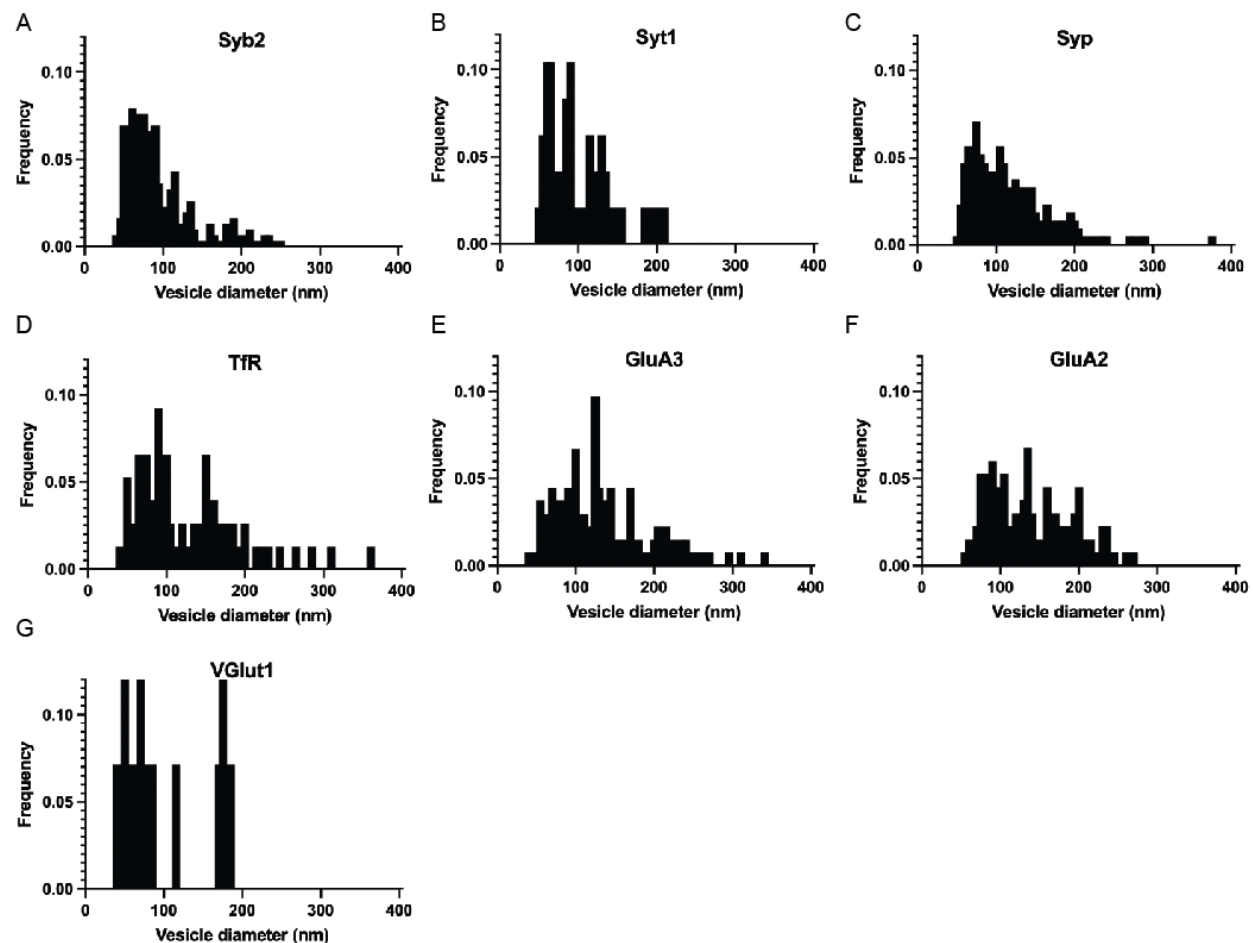 A
Syb2
0.10
0.05
0.00
Frequency
0 100 200 300 400
Vesicle diameter (nm)
B
Syt1
0.10
0.05
0.00
Frequency
0 100 200 300 400
Vesicle diameter (nm)
C
Syp
0.10
0.05
0.00
Frequency
0 100 200 300 400
Vesicle diameter (nm)
D
TfR
0.10
0.05
0.00
Frequency
0 100 200 300 400
Vesicle diameter (nm)
E
GluA3
0.10
0.05
0.00
Frequency
0 100 200 300 400
Vesicle diameter (nm)
F
GluA2
0.10
0.05
0.00
Frequency
0 100 200 300 400
Vesicle diameter (nm)
G
VGlut1
0.10
0.05
0.00
Frequency
0 100 200 300 400
Vesicle diameter (nm)